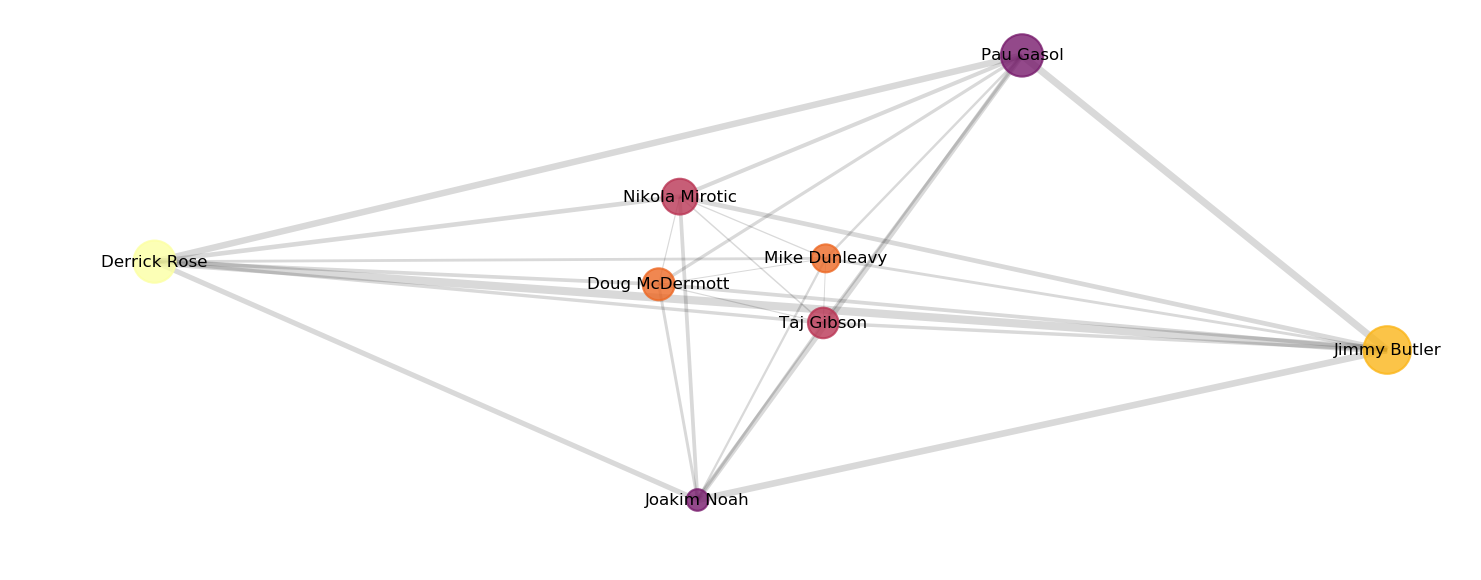 Pau Gasol
Nikola Mirotic
Mike Dunleavy
Derrick Rose
Doug McDermott
Taj Gibson
Jimmy Butler
Joakim Noah